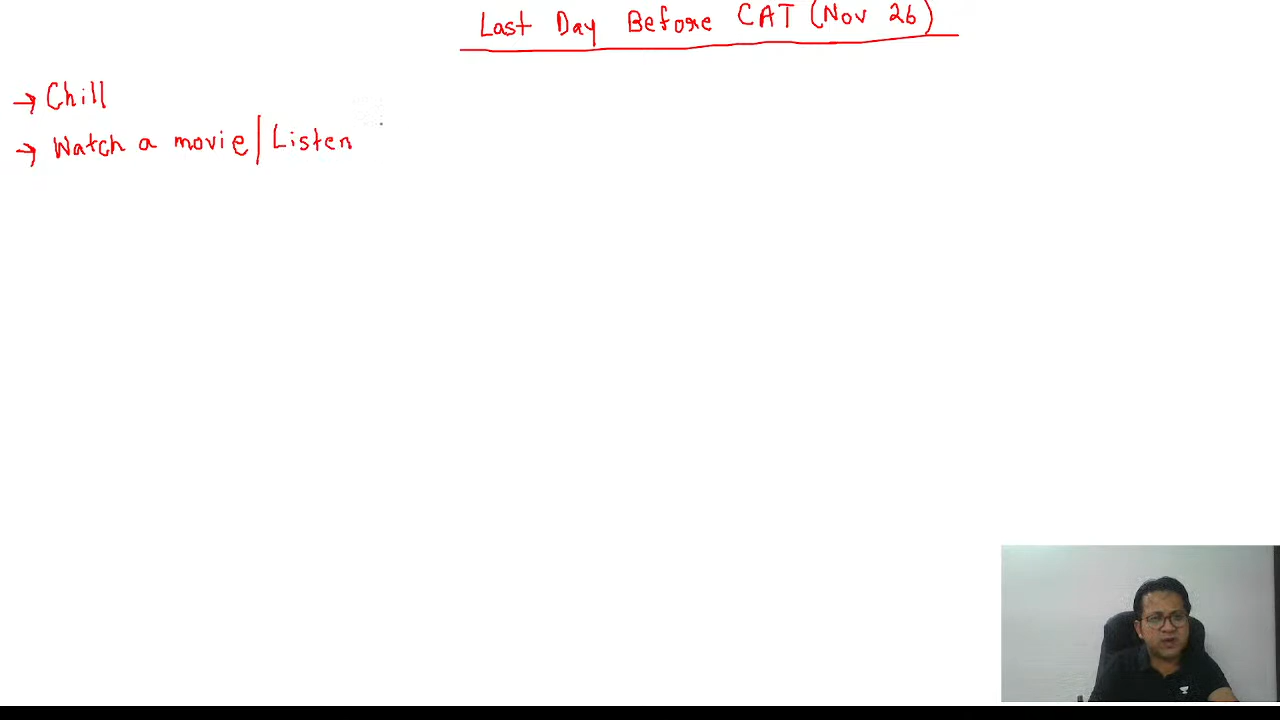 Last Day Before CAT (Nov 26)
→ Chill
→ Watch a movie | Listen